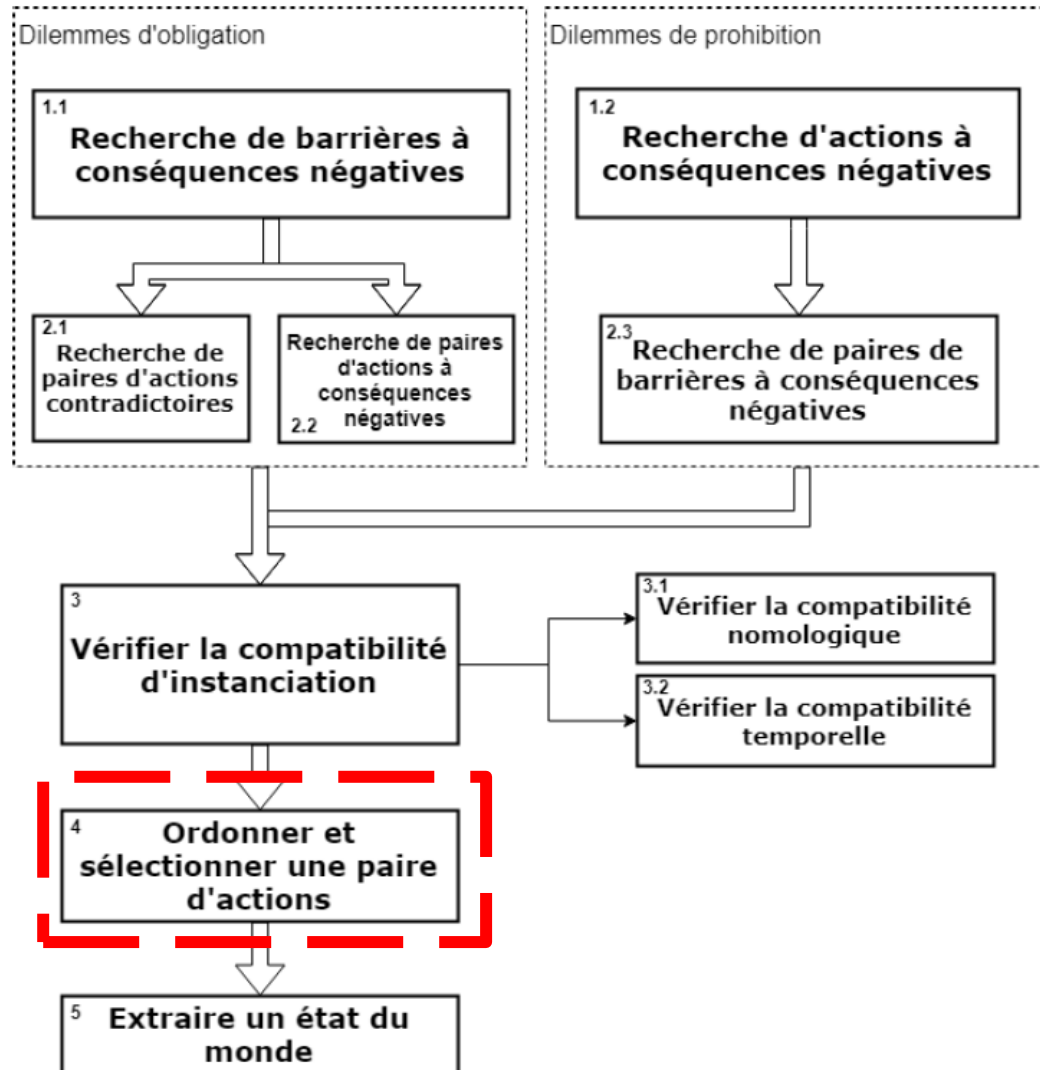 Dilemmes d'obligation
1.1
Recherche de barrières à
conséquences négatives
2.1
Recherche de
paires d'actions
contradictoires
Recherche de paires
d'actions à
conséquences
négatives
2.2
Dilemmes de prohibition
1.2
Recherche d'actions à
conséquences négatives
2.3
Recherche de paires de
barrières à conséquences
négatives
3
Vérifier la compatibilité
d'instanciation
3.1
Vérifier la compatibilité
nomologique
3.2
Vérifier la compatibilité
temporelle
4
Ordonner et
sélectionner une paire
d'actions
5
Extraire un état du
monde